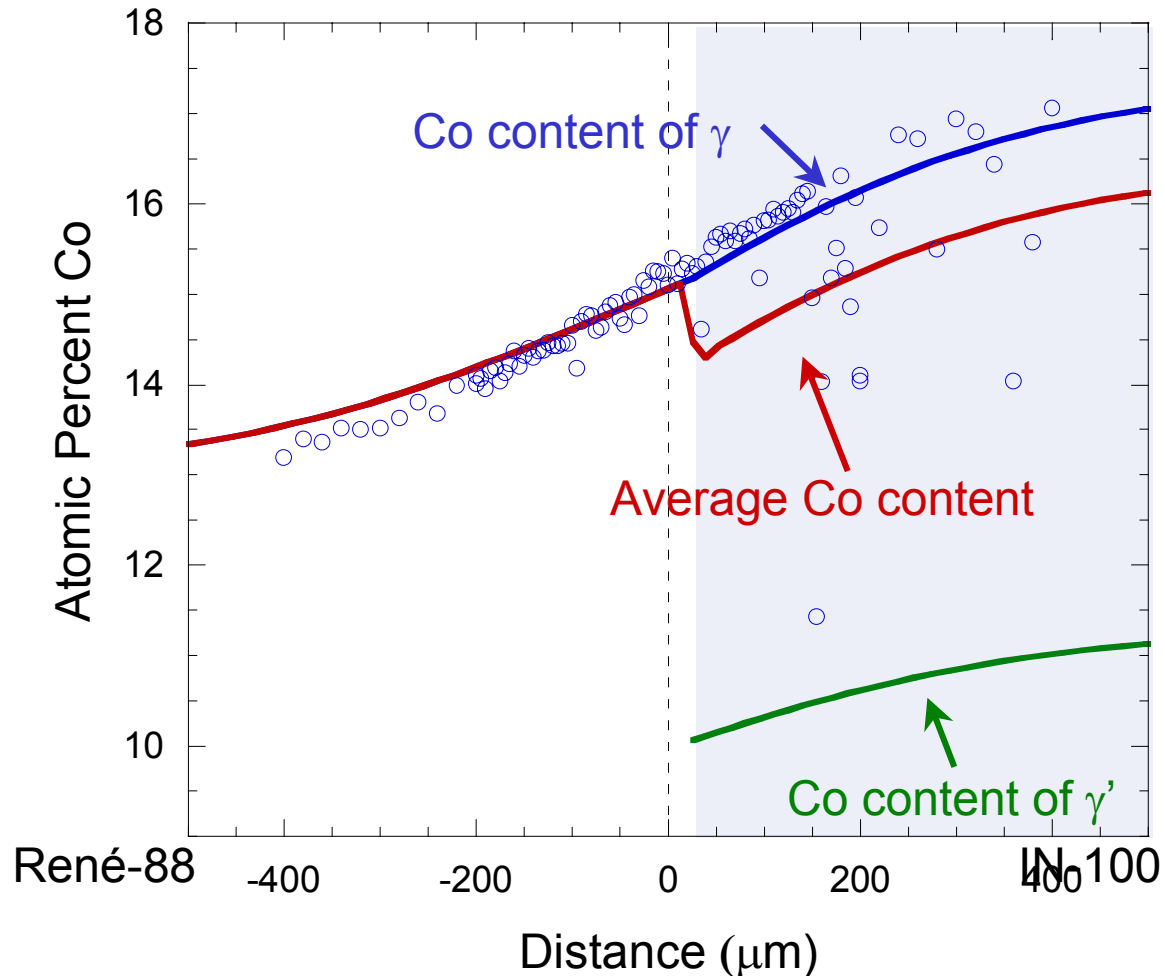 18
16
14
12
10
Atomic Percent Co
Co content of γ
Average Co content
Co content of γ’
René-88
IN-100
-400
-200
0
200
400
Distance (μm)